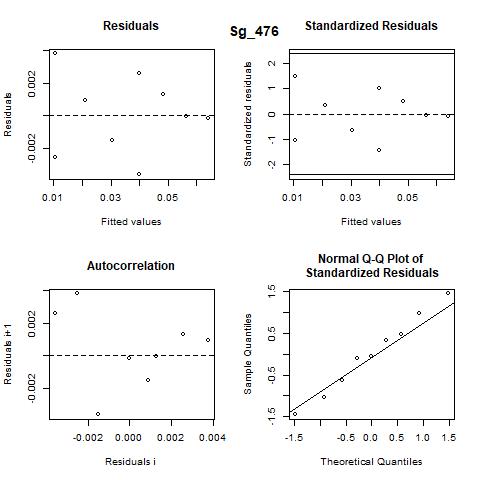 Sg_476
Residuals
Residuals
0.002
-0.002
0.01
0.03
0.05
Fitted values
Standardized Residuals
Standardized residuals
2
1
0
-1
-2
0.01
0.03
0.05
Fitted values
Autocorrelation
Residuals i+1
0.002
-0.002
-0.002
0.000
0.002
0.004
Residuals i
Normal Q-Q Plot of
Standardized Residuals
Sample Quantiles
1.5
0.5
-0.5
-1.5
-1.5
-0.5
0.0
0.5
1.0
1.5
Theoretical Quantiles